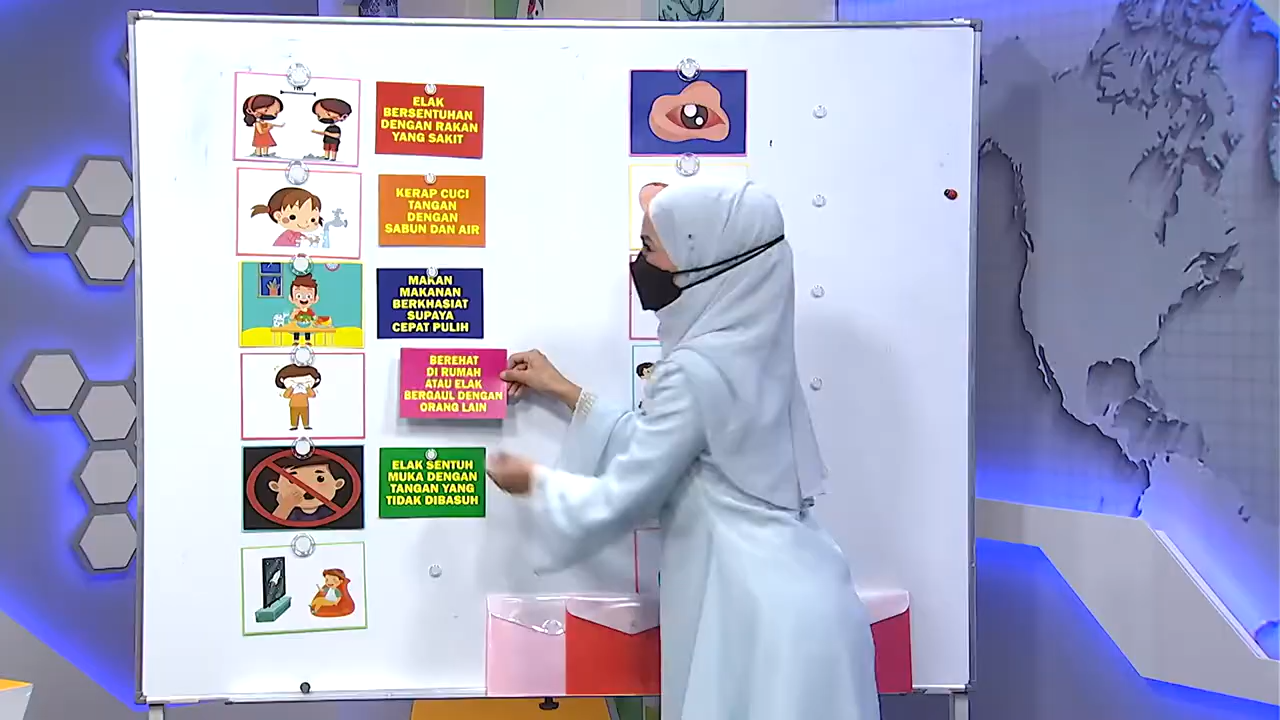 1m
ELAK
BERSENTUHAN
DENGAN RAKAN
YANG SAKIT
KERAP CUCI
TANGAN
DENGAN
SABUN DAN AIR
MAKAN
MAKANAN
BERKHASIAT
SUPAYA
CEPAT PULIH
BEREHAT
DI RUMAH
ATAU ELAK
BERGAUL DENGAN
ORANG LAIN
ELAK SENTUH
MUKA DENGAN
TANGAN YANG
TIDAK DIBASUH